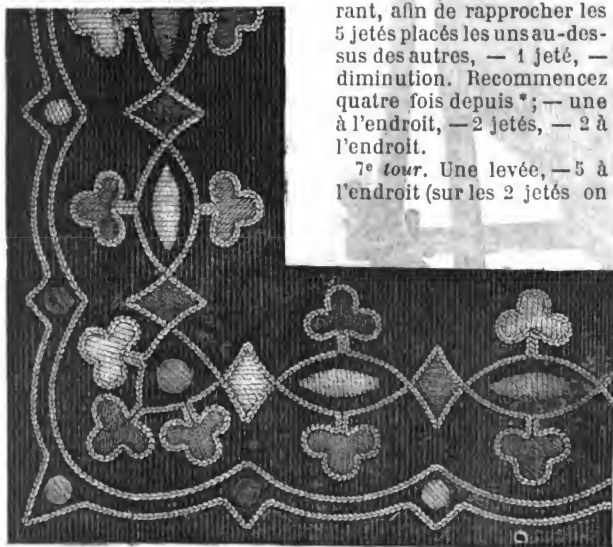 rant, afin de rapprocher les
5 jetés placés les uns au-des-
sus des autres, — 1 jeté, —
diminution. Recommencez
quatre fois depuis *; — une
à l'endroit, — 2 jetés, — 2 à
l'endroit.
7e tour. Une levée, — 5 à
l'endroit (sur les 2 jetés on